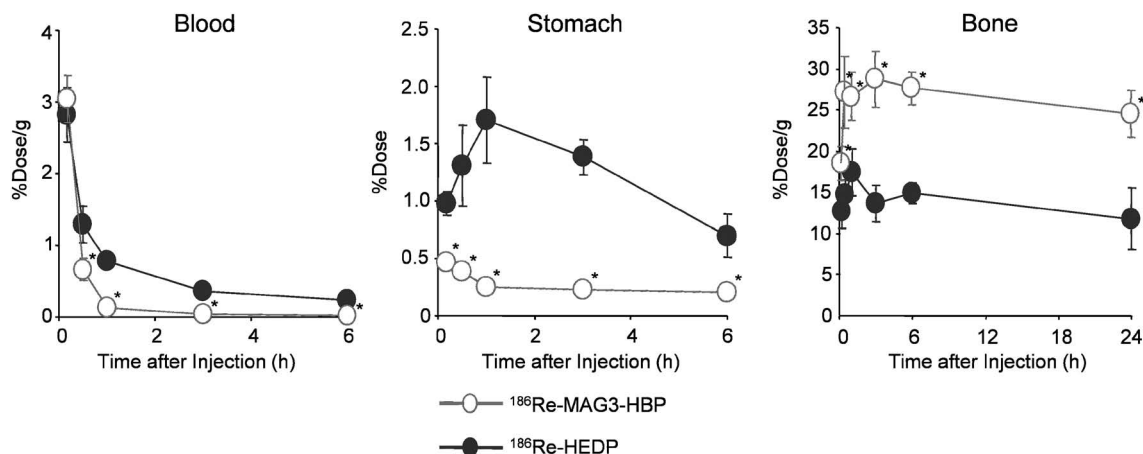 Blood
%Dose/g
4
3
2
1
0
0 2 4 6
Time after Injection (h)
* * * *
Stomach
%Dose
2.5
2.0
1.5
1.0
0.5
0
0 2 4 6
Time after Injection (h)
* * * * *
Bone
%Dose/g
35
30
25
20
15
10
5
0
0 6 12 18 24
Time after Injection (h)
* * * * * *
¹⁸⁶Re-MAG3-HBP
¹⁸⁶Re-HEDP